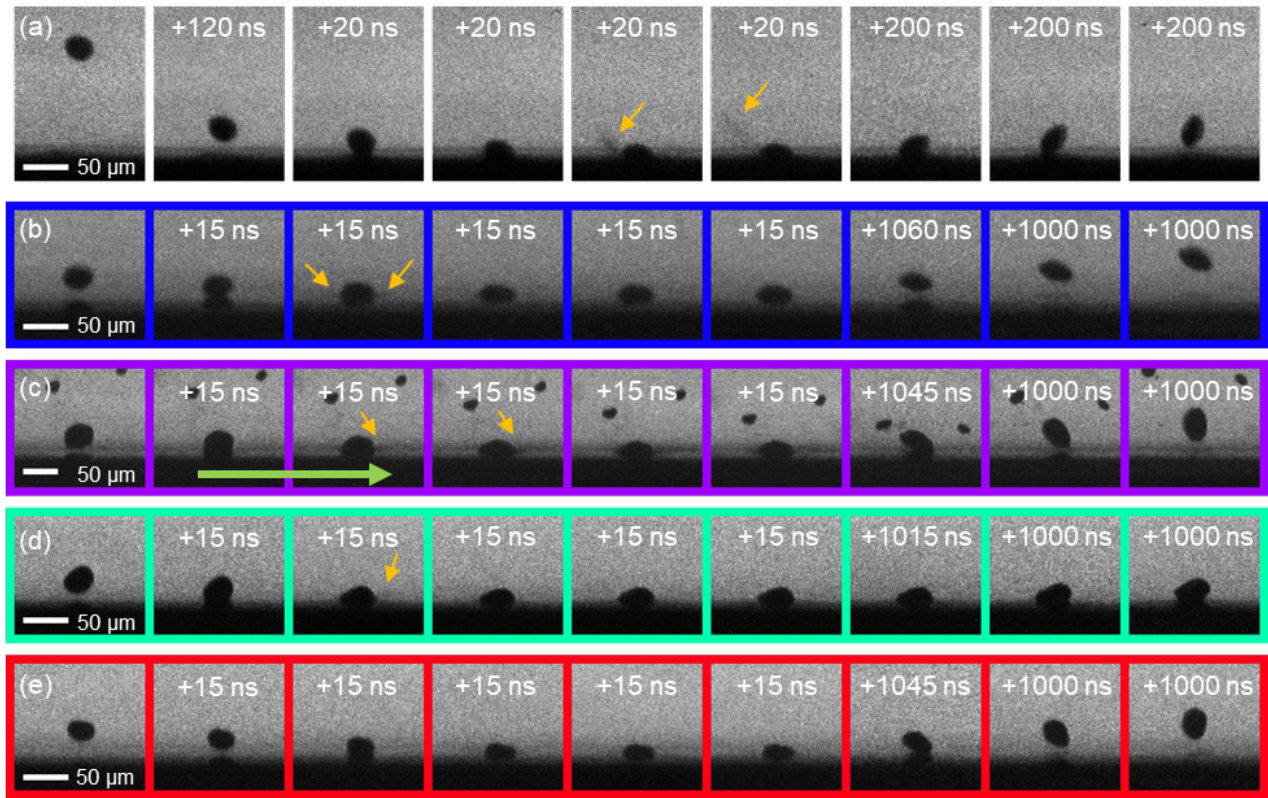 (a) +120 ns +20 ns +20 ns +20 ns +20 ns +200 ns +200 ns +200 ns
50 µm
(b) +15 ns +15 ns +15 ns +15 ns +15 ns +1060 ns +1000 ns +1000 ns
50 µm
(c) +15 ns +15 ns +15 ns +15 ns +15 ns +1045 ns +1000 ns +1000 ns
50 µm
(d) +15 ns +15 ns +15 ns +15 ns +15 ns +1015 ns +1000 ns +1000 ns
50 µm
(e) +15 ns +15 ns +15 ns +15 ns +15 ns +1045 ns +1000 ns +1000 ns
50 µm